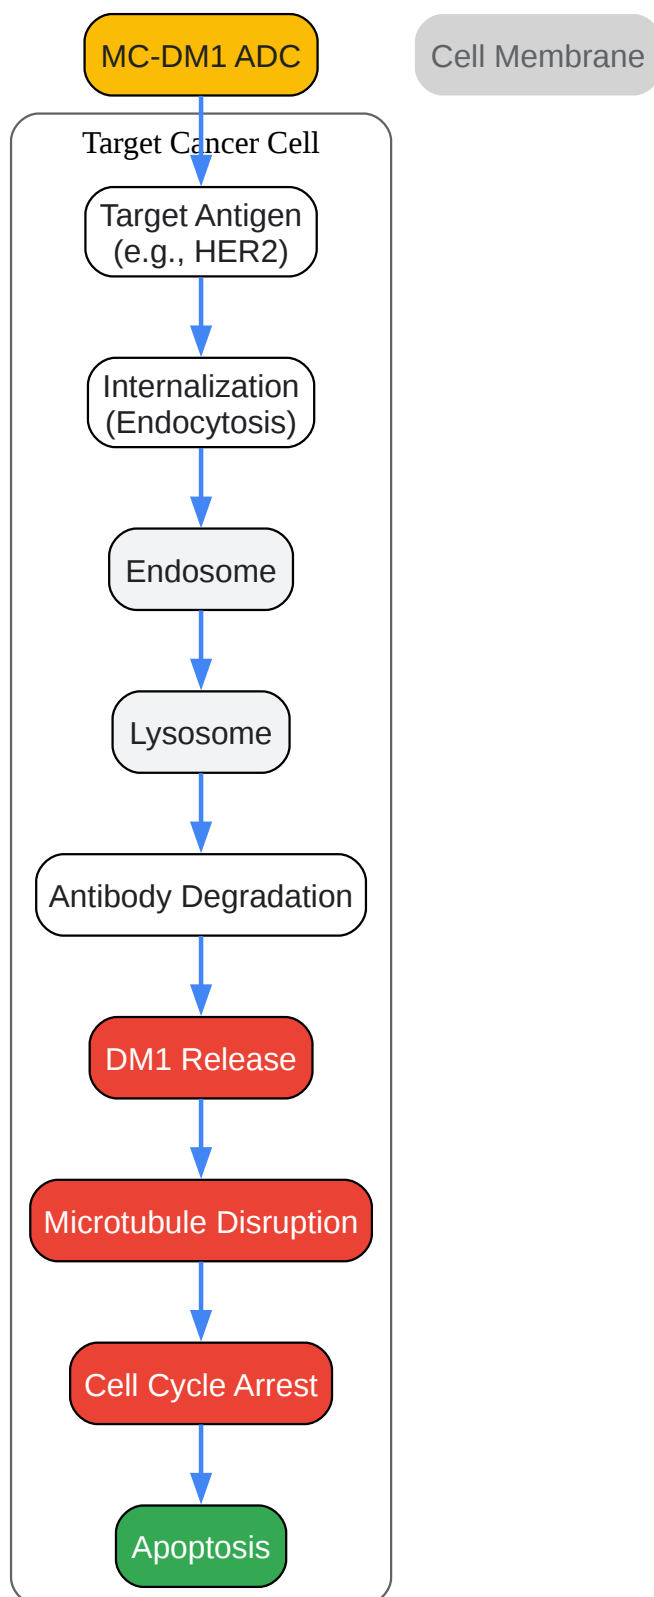 MC-DM1 ADC
Cell Membrane
Target Cancer Cell
Target Antigen
(e.g., HER2)
Internalization
(Endocytosis)
Endosome
Lysosome
Antibody Degradation
DM1 Release
Microtubule Disruption
Cell Cycle Arrest
Apoptosis